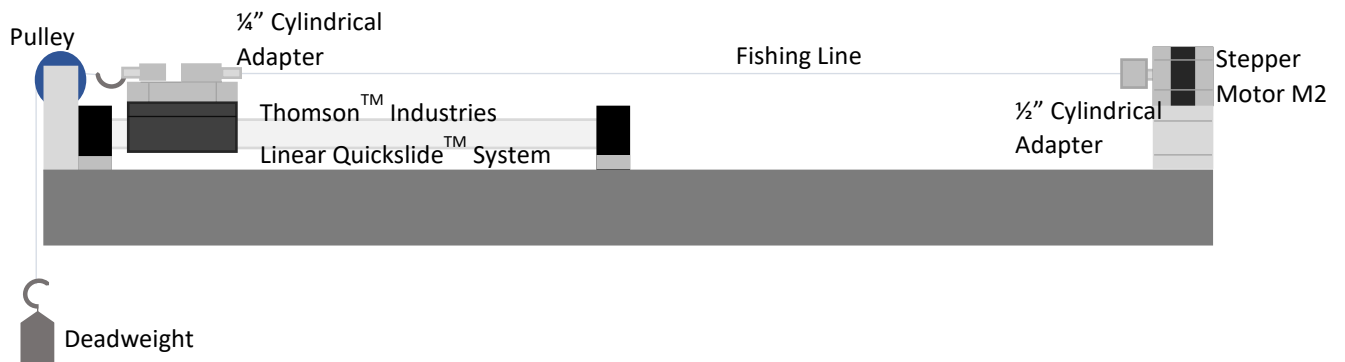 Pulley
¼” Cylindrical
Adapter
Fishing Line
Stepper
Motor M2
½” Cylindrical
Adapter
Thomson™ Industries
Linear Quickslide™ System
Deadweight